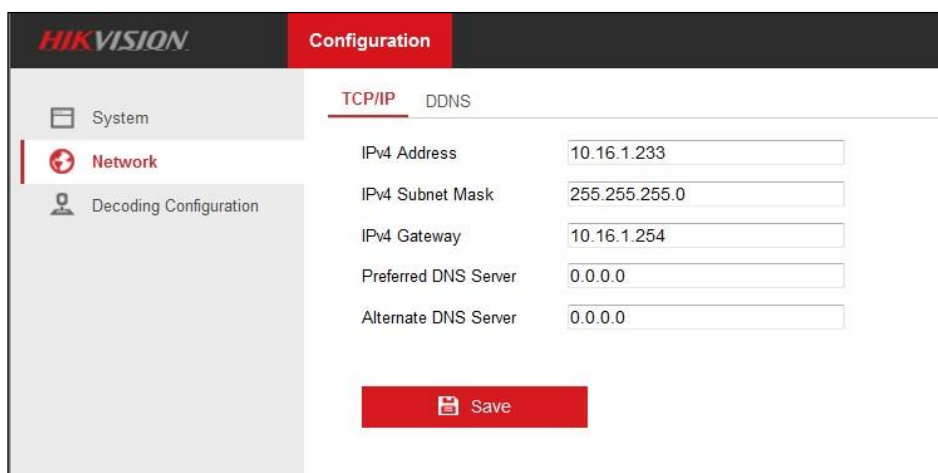 HIKVISION
Configuration
System
Network
Decoding Configuration
TCP/IP DDNS
IPv4 Address 10.16.1.233
IPv4 Subnet Mask 255.255.255.0
IPv4 Gateway 10.16.1.254
Preferred DNS Server 0.0.0.0
Alternate DNS Server 0.0.0.0
Save